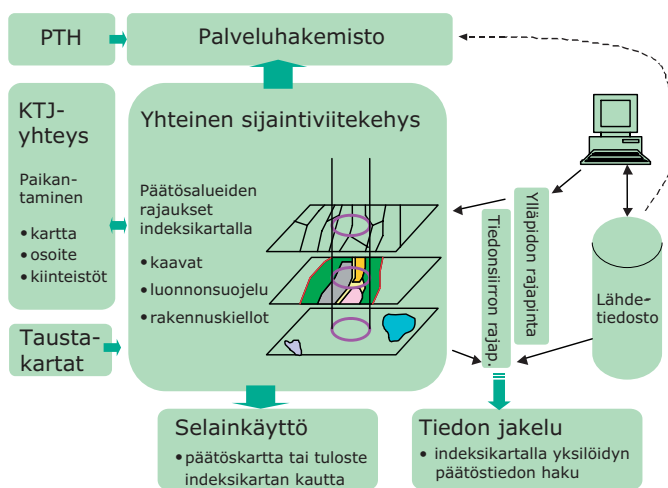 PTH
Palveluhakemisto
KTJ-
yhteys
Paikan-
taminen
• kartta
• osoite
• kiinteistöt
Tausta-
kartat
Yhteinen sijaintiviitekehys
Päätösalueiden
rajaukset
indeksikartalla
• kaavat
• luonnonsuojelu
• rakennuskiellot
Ylläpidon rajapinta
Tiedonsiirron rajap.
Lähde-
tiedosto
Selainkäyttö
• päätöskartta tai tuloste
indeksikartan kautta
Tiedon jakelu
• indeksikartalla yksilöidyn
päätöstiedon haku